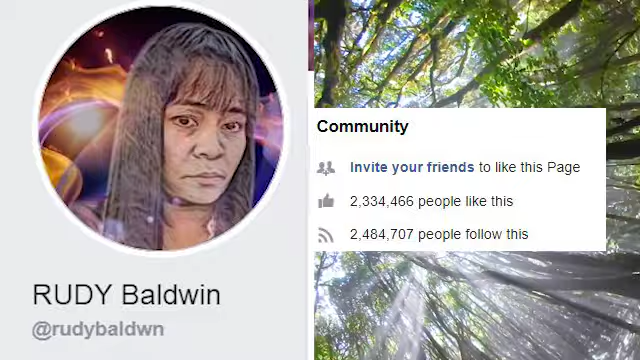 RUDY Baldwin
@rudybaldwn
Community
Invite your friends to like this Page
2,334,466 people like this
2,484,707 people follow this